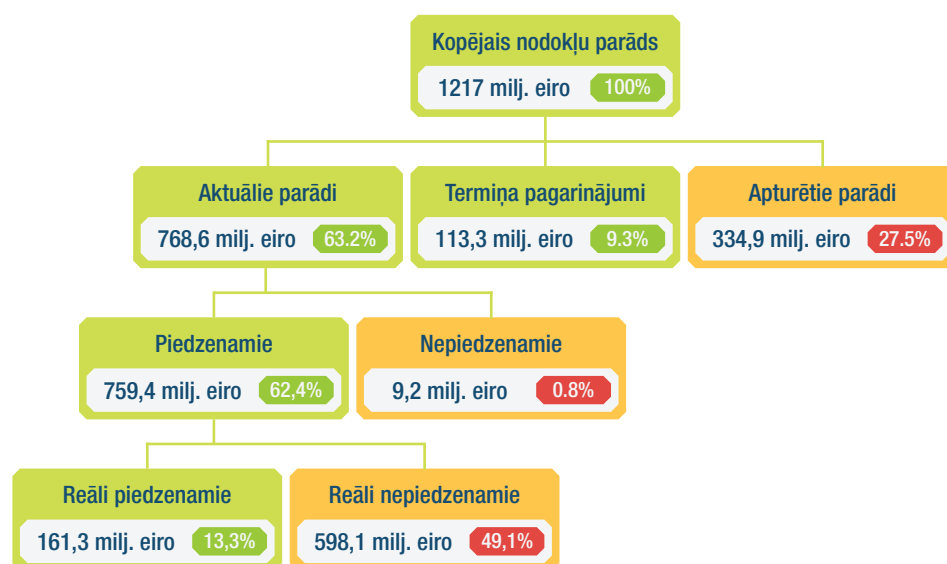 Kopējais nodokļu parāds
1217 milj. eiro 100%
Aktuālie parādi
768,6 milj. eiro 63.2%
Termiņa pagarinājumi
113,3 milj. eiro 9.3%
Apturētie parādi
334,9 milj. eiro 27.5%
Piedzenamie
759,4 milj. eiro 62,4%
Nepiedzenamie
9,2 milj. eiro 0.8%
Reāli piedzenamie
161,3 milj. eiro 13,3%
Reāli nepiedzenamie
598,1 milj. eiro 49,1%